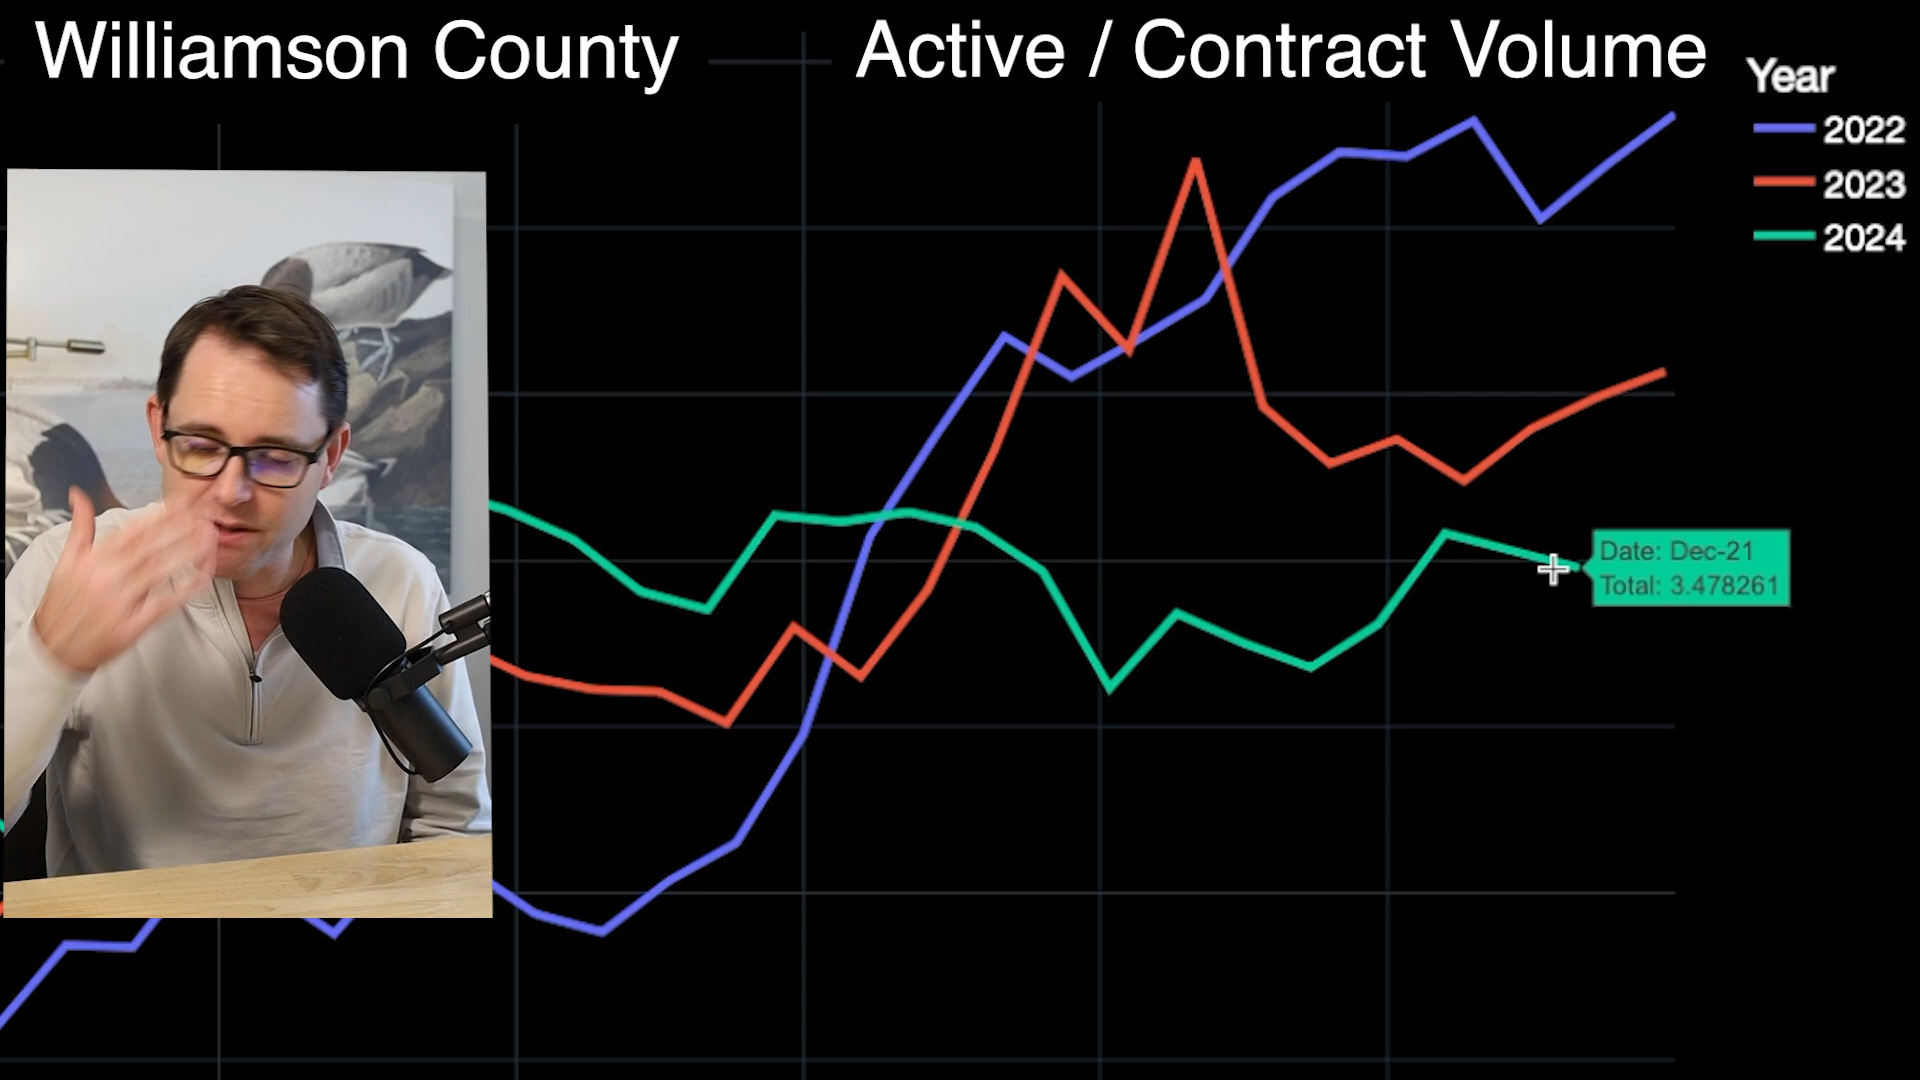 Williamson County
Active / Contract Volume
Year
2022
2023
2024
Date: Dec-21
Total: 3.478261